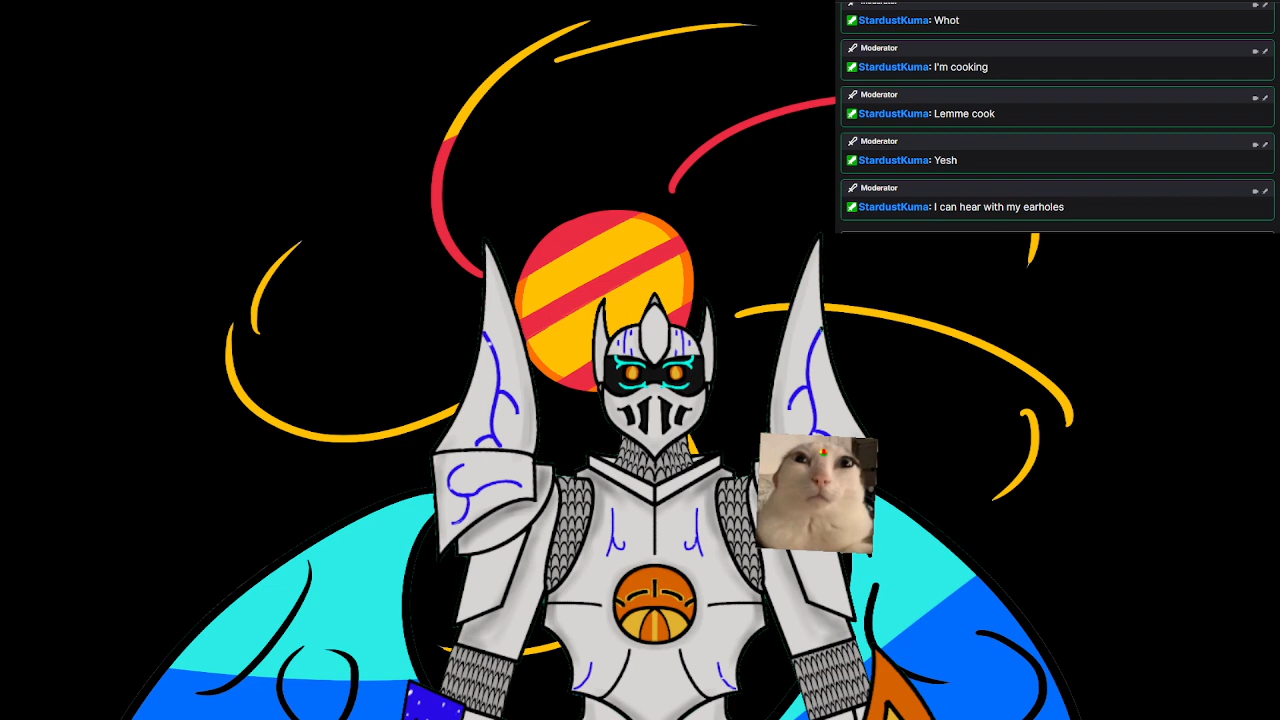 StardustKuma: Whot
Moderator
StardustKuma: I'm cooking
Moderator
StardustKuma: Lemme cook
Moderator
StardustKuma: Yesh
Moderator
StardustKuma: I can hear with my earholes